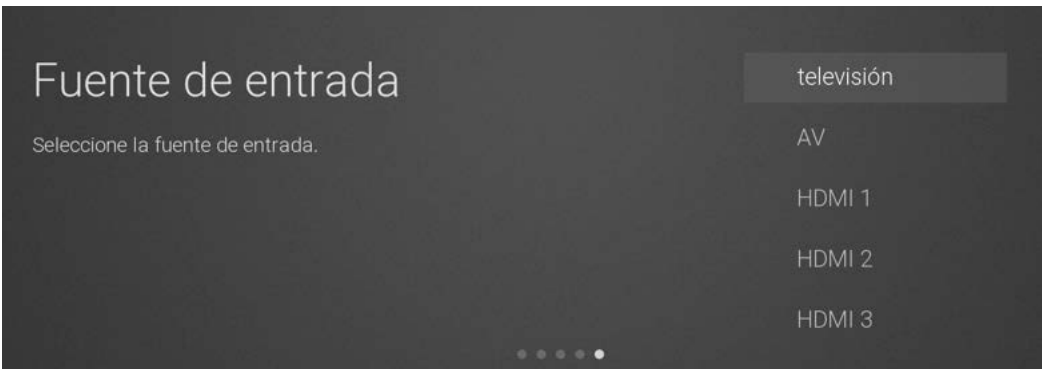 Fuente de entrada
Seleccione la fuente de entrada.
televisión
AV
HDMI 1
HDMI 2
HDMI 3